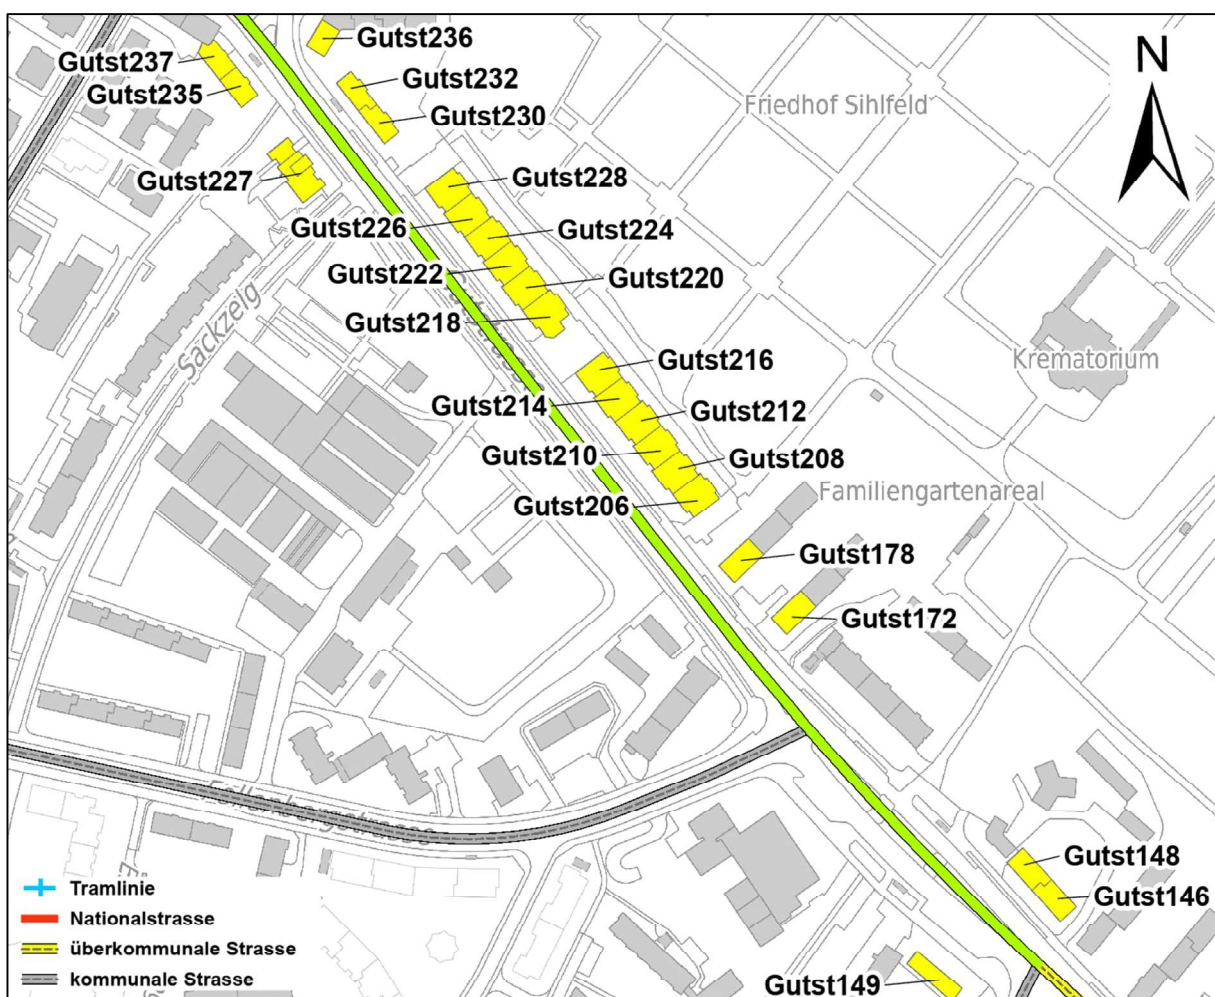 N
Gutst236
Gutst237
Gutst232
Gutst235
Friedhof Sihlfeld
Gutst230
Gutst227
Gutst228
Gutst226
Gutst224
Gutst222
Gutst220
Sackzelg
Gutst218
Gutst216
Krematorium
Gutst214
Gutst212
Gutst210
Gutst208
Familiengartenareal
Gutst206
Gutst178
Gutst172
Fellenbergstrasse
Gutst148
Gutst146
Gutst149
Tramlinie
Nationalstrasse
überkommunale Strasse
kommunale Strasse